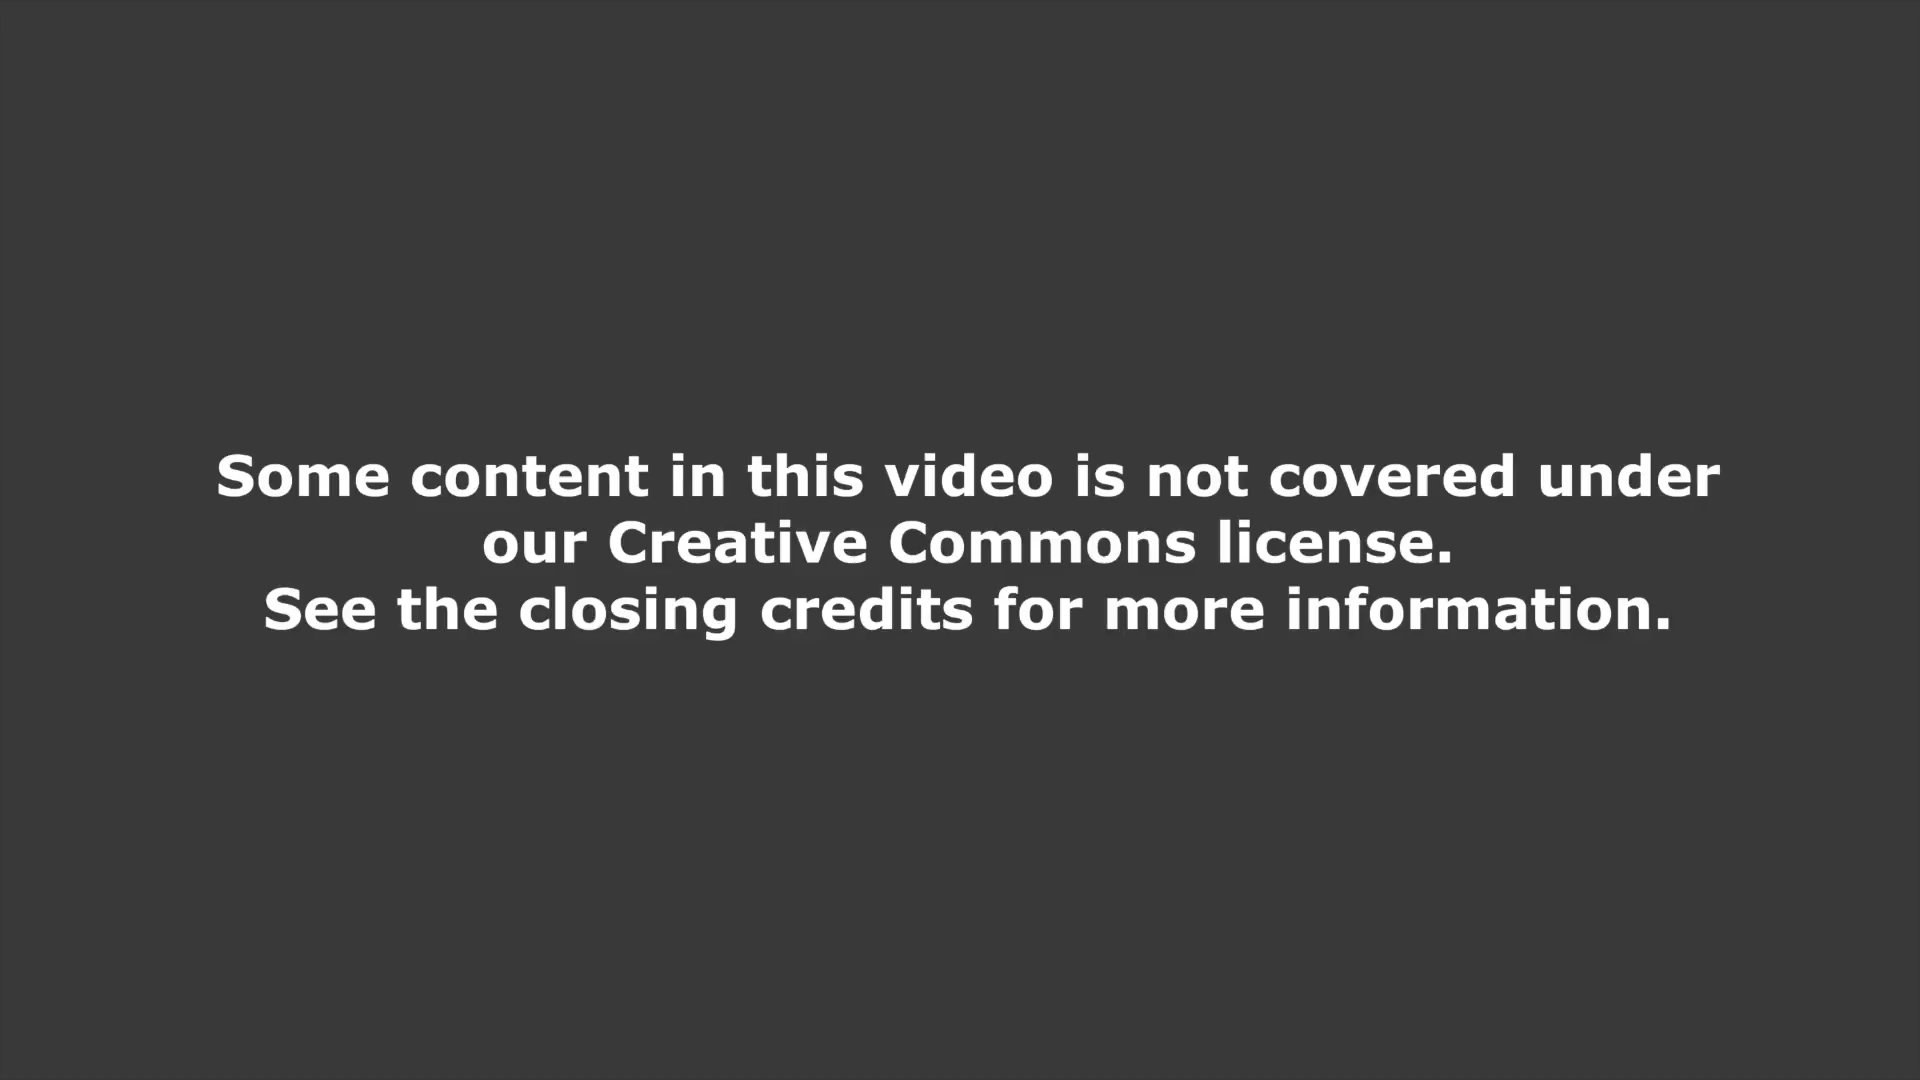 Some content in this video is not covered under
our Creative Commons license.
See the closing credits for more information.